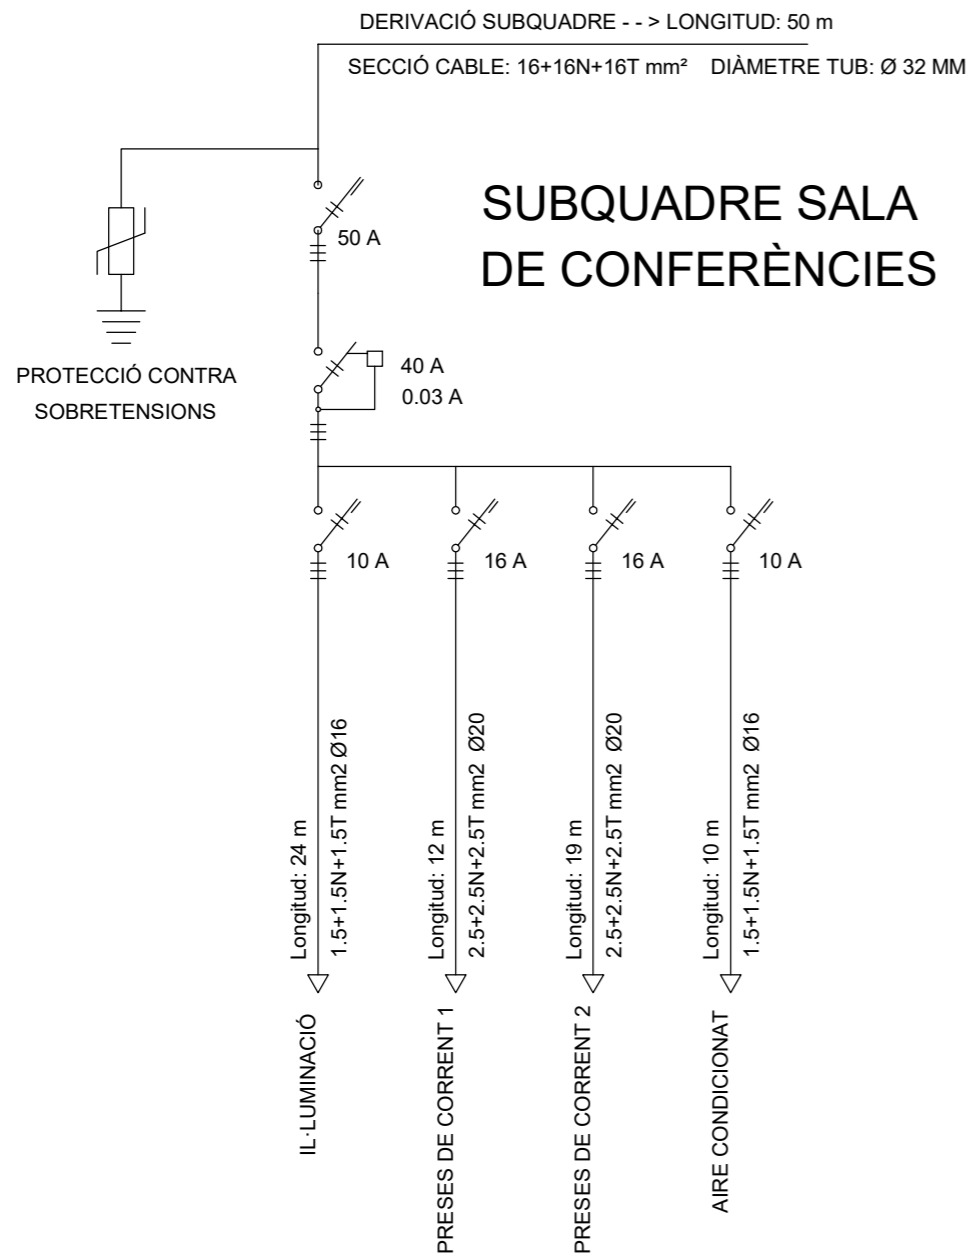 DERIVACIÓ SUBQUADRE - - > LONGITUD: 50 m
SECCIÓ CABLE: 16+16N+16T mm² DIÀMETRE TUB: Ø 32 MM
SUBQUADRE SALA
DE CONFERÈNCIES
50 A
40 A
0.03 A
PROTECCIÓ CONTRA
SOBRETENSIONS
10 A
16 A
16 A
10 A
Longitud: 24 m
1.5+1.5N+1.5T mm2 Ø16
Longitud: 12 m
2.5+2.5N+2.5T mm2 Ø20
Longitud: 19 m
2.5+2.5N+2.5T mm2 Ø20
Longitud: 10 m
1.5+1.5N+1.5T mm2 Ø16
IL·LUMINACIÓ
PRESES DE CORRENT 1
PRESES DE CORRENT 2
AIRE CONDICIONAT